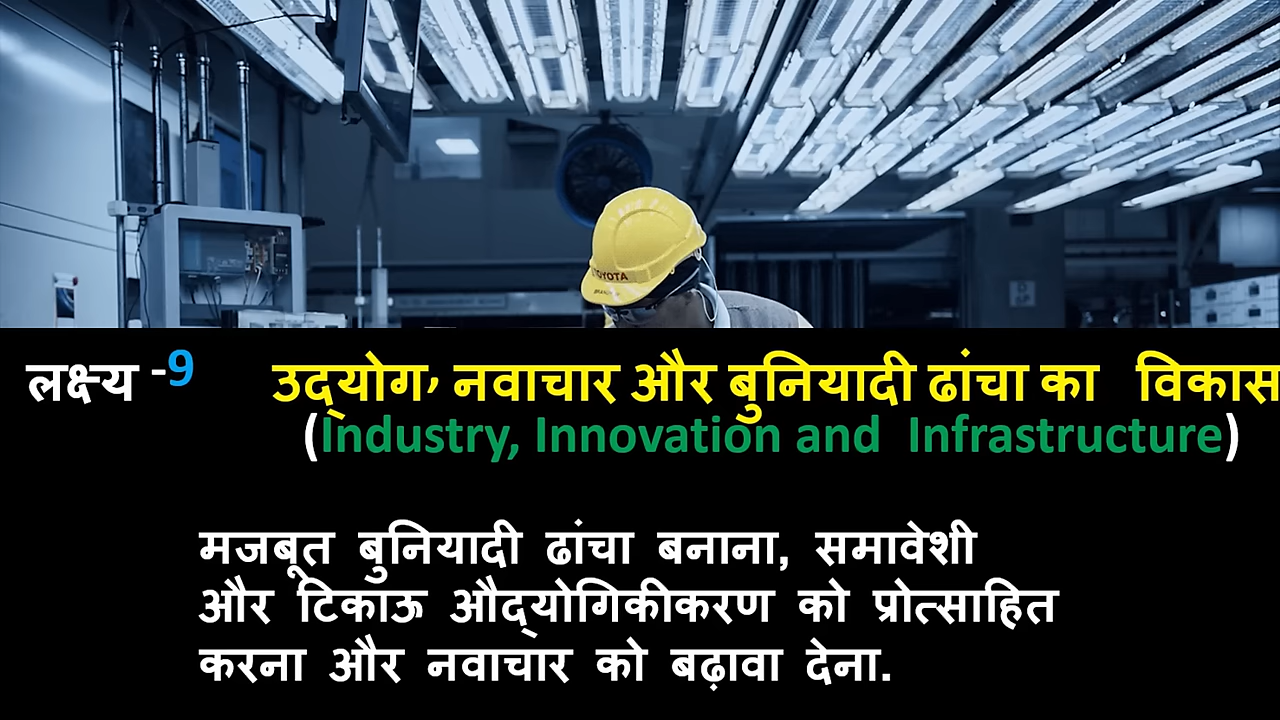 TOYOTA
लक्ष्य -9 उद्योग, नवाचार और बुनियादी ढांचा का विकास
(Industry, Innovation and Infrastructure)
मजबूत बुनियादी ढांचा बनाना, समावेशी
और टिकाऊ औद्योगिकीकरण को प्रोत्साहित
करना और नवाचार को बढ़ावा देना.